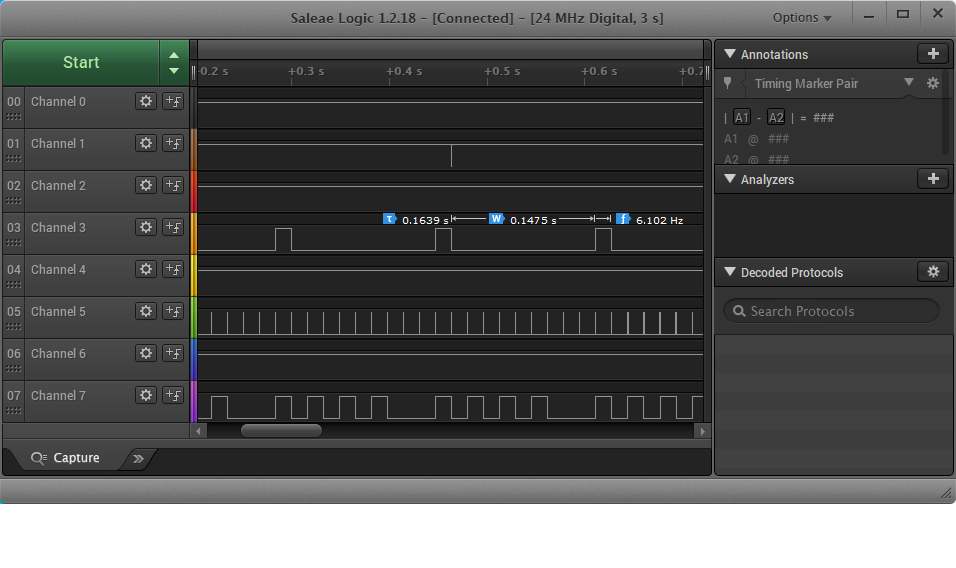 Saleae Logic 1.2.18 - [Connected] - [24 MHz Digital, 3 s]
Options
Start
+0.2 s +0.3 s +0.4 s +0.5 s +0.6 s +0.7
00 Channel 0
01 Channel 1
02 Channel 2
03 Channel 3
04 Channel 4
05 Channel 5
06 Channel 6
07 Channel 7
τ 0.1639 s W 0.1475 s f 6.102 Hz
Capture
Annotations
Timing Marker Pair
| A1 - A2 | = ###
A1 @ ###
A2 @ ###
Analyzers
Decoded Protocols
Search Protocols